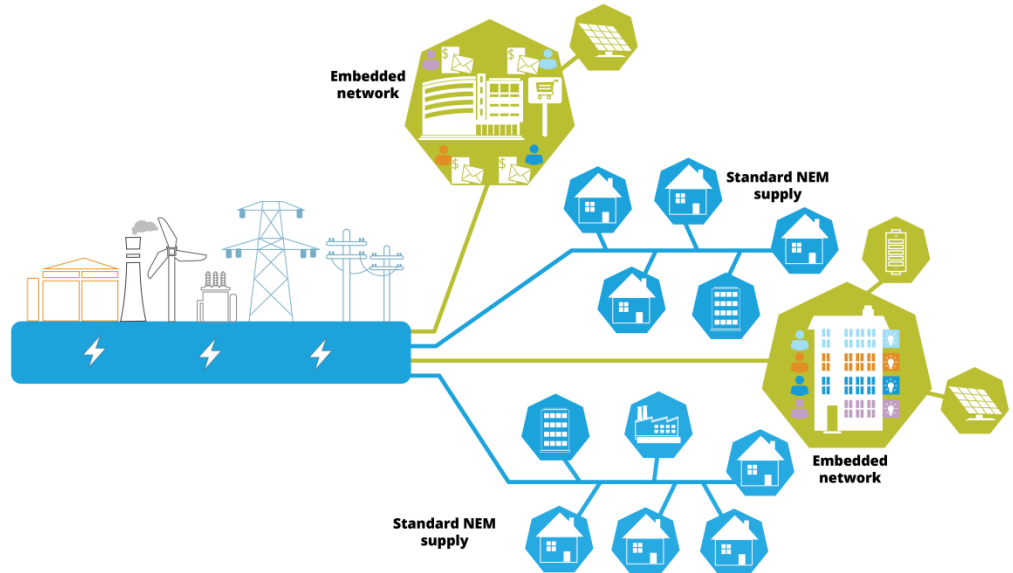 Embedded
network
$
$
$
$
Standard NEM
supply
Embedded
network
Standard NEM
supply